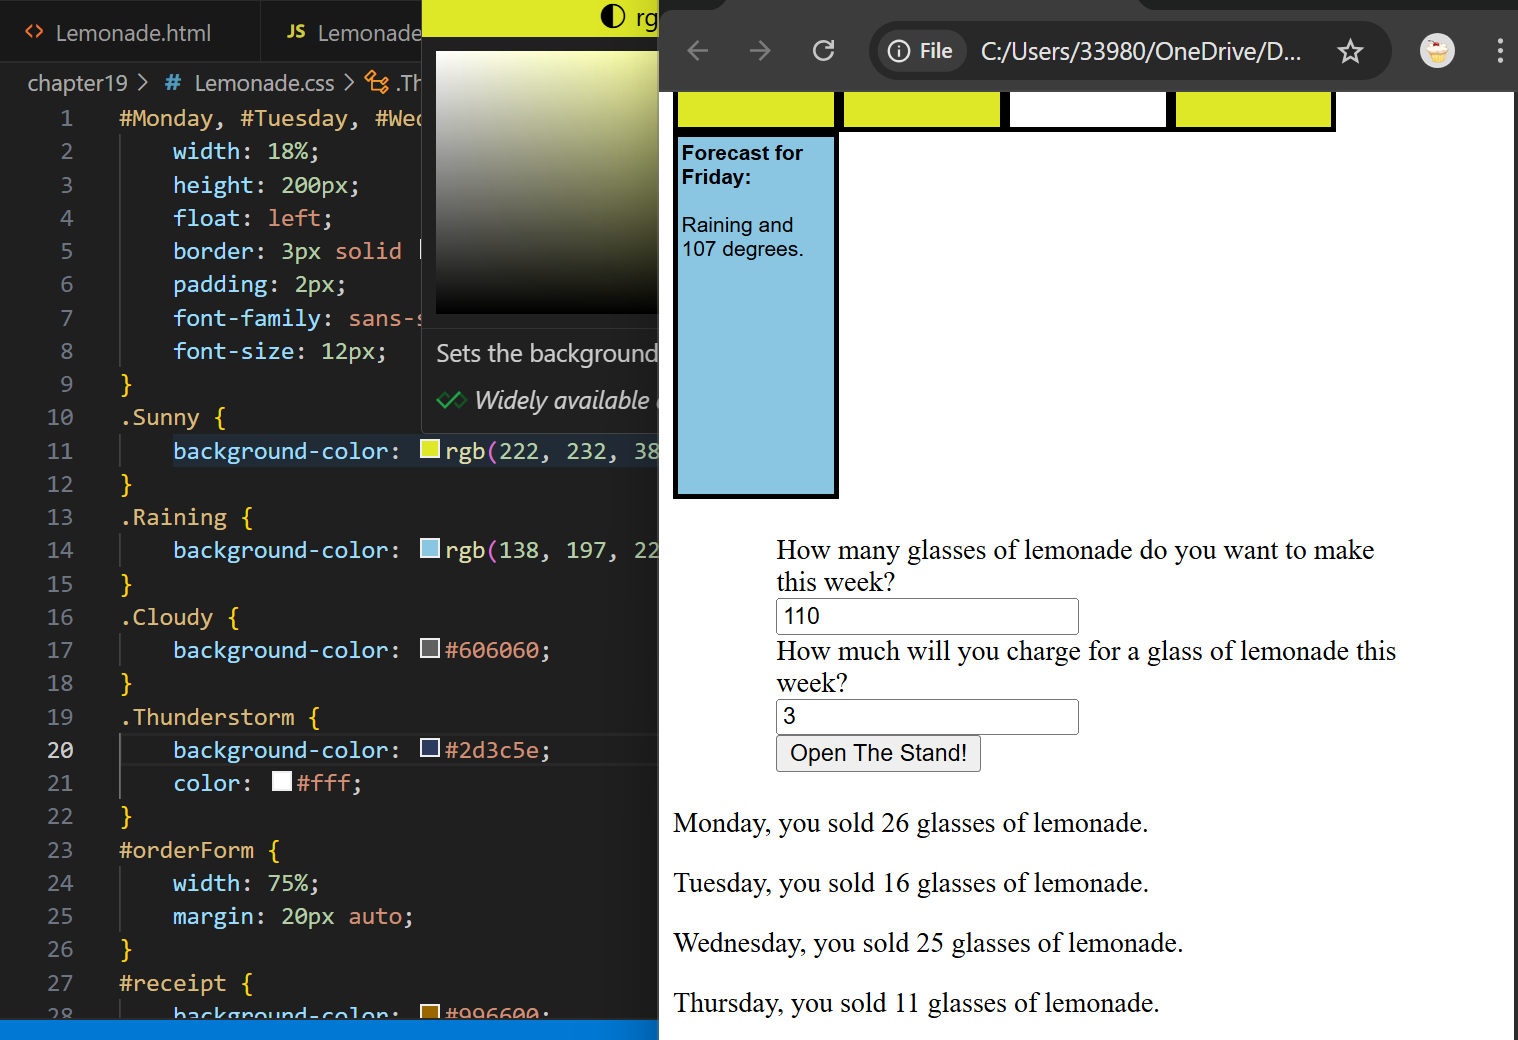 Lemonade.html
JS Lemonade
chapter19 > # Lemonade.css >
1 #Monday, #Tuesday,
2 width: 18%;
3 height: 200px;
4 float: left;
5 border: 3px solid
6 padding: 2px;
7 font-family:
8 font-size: 12px;
9 }
10 .Sunny {
11 background-color: rgb(222, 232, 38
12 }
13 .Raining {
14 background-color: rgb(138, 197, 22
15 }
16 .Cloudy {
17 background-color: #606060;
18 }
19 .Thunderstorm {
20 background-color: #2d3c5e;
21 color: #fff;
22 }
23 #orderForm {
24 width: 75%;
25 margin: 20px auto;
26 }
27 #receipt {
28 background-color: #996600;
rg
Sets the background
Widely available
File C:/Users/33980/OneDrive/D...
Forecast for
Friday:
Raining and
107 degrees.
How many glasses of lemonade do you want to make
this week?
110
How much will you charge for a glass of lemonade this
week?
3
Open The Stand!
Monday, you sold 26 glasses of lemonade.
Tuesday, you sold 16 glasses of lemonade.
Wednesday, you sold 25 glasses of lemonade.
Thursday, you sold 11 glasses of lemonade.